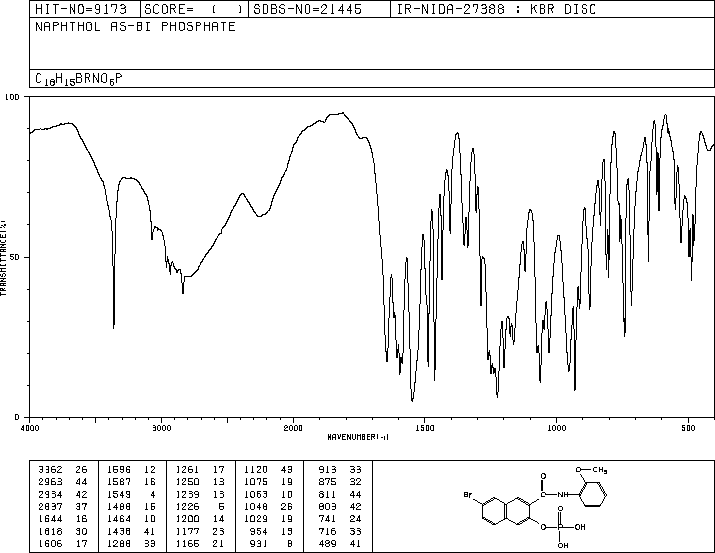 HIT-NO=9173 SCORE= ( ) SDBS-NO=21445 IR-NIDA-27388 : KBR DISC
NAPHTHOL AS-BI PHOSPHATE
C18H15BRNO6P
100
50
0
TRANSMITTANCE(%)
4000 3000 2000 1500 1000 500
WAVENUMBER(-1)
3362 26 1596 12 1261 17 1120 43 913 33
2963 44 1587 16 1250 13 1075 19 875 32
2934 42 1549 4 1239 13 1063 10 811 44
2837 37 1488 15 1226 6 1048 26 803 42
1644 16 1464 10 1200 14 1029 19 741 24
1616 30 1438 41 1177 23 954 13 716 33
1606 17 1288 33 1165 21 931 8 489 41
O O—CH3
Br C—NH
O
O—P—OH
OH